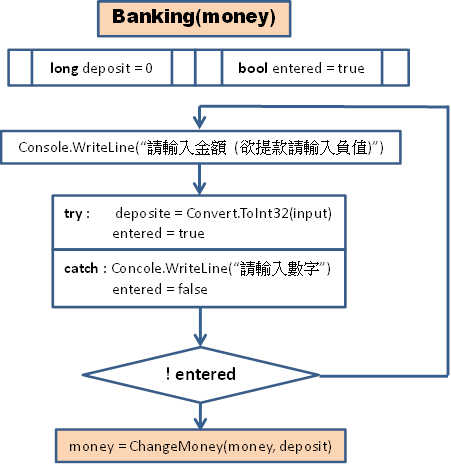 Banking(money)
long deposit = 0
bool entered = true
Console.WriteLine(“請輸入金額 (欲提款請輸入負值)”)
try : deposite = Convert.ToInt32(input)
entered = true
catch : Concole.WriteLine(“請輸入數字”)
entered = false
! entered
money = ChangeMoney(money, deposit)